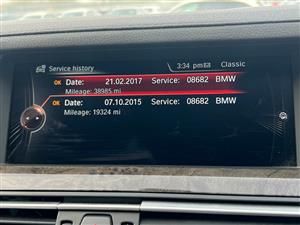 Service history
3:34 pm
Classic
OK Date: 21.02.2017 Service: 08682 BMW
Mileage: 38985 mi
OK Date: 07.10.2015 Service: 08682 BMW
Mileage: 19324 mi